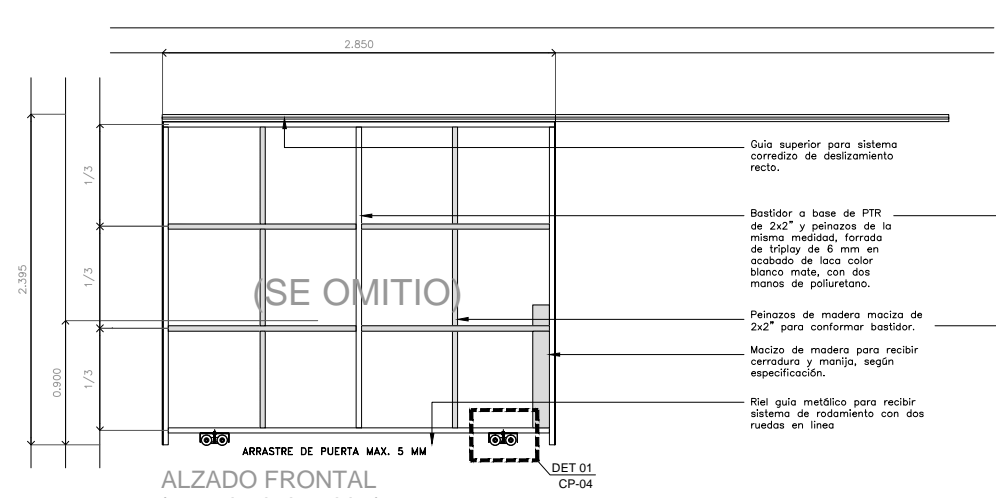 2.850
Guia superior para sistema
corredizo de deslizamiento
recto.
1/3
Bastidor a base de PTR
de 2x2" y peinazos de la
misma medidad, forrada
de triplay de 6 mm en
acabado de laca color
blanco mate, con dos
manos de poliuretano.
2.395
1/3
(SE OMITIO)
Peinazos de madera maciza de
2x2" para conformar bastidor.
Macizo de madera para recibir
cerradura y manija, según
especificación.
0.900
1/3
Riel guia metálico para recibir
sistema de rodamiento con dos
ruedas en linea
ARRASTRE DE PUERTA MAX. 5 MM
DET 01
CP-04
ALZADO FRONTAL